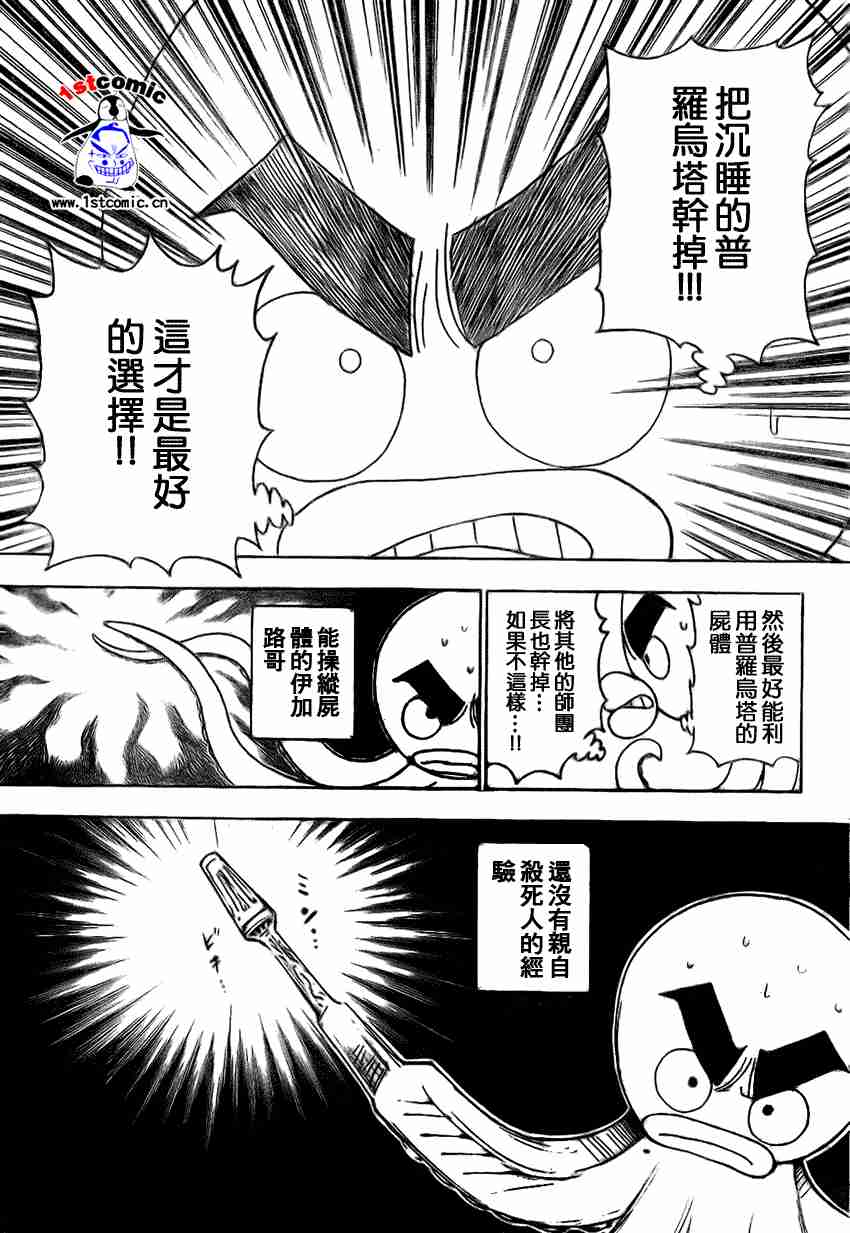 1stcomic
www.1stcomic.cn
把沉睡的普
羅烏塔幹掉!!!
這才是最好
的選擇!!
然後最好能利
用普羅烏塔的
屍體
將其他的師團
長也幹掉…
如果不這樣…!!
能操縱屍
體的伊加
路哥
還沒有親自
殺死人的經
驗
ビキ…